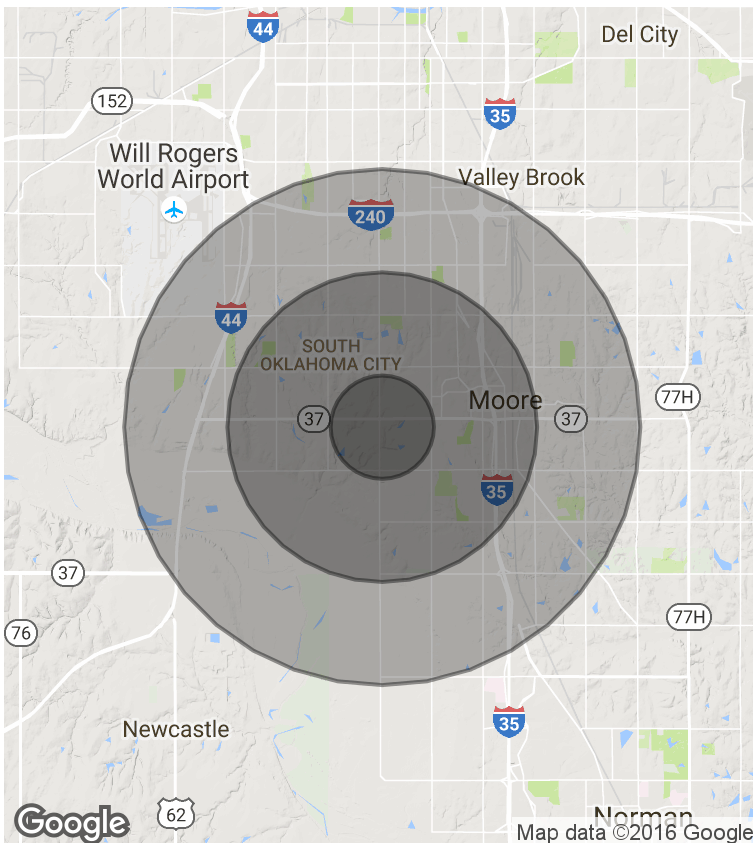 44
Del City
152
35
Will Rogers
World Airport
Valley Brook
240
44
SOUTH
OKLAHOMA CITY
Moore
77H
37
37
35
37
76
77H
35
Newcastle
62
Norman
Google
Map data ©2016 Google